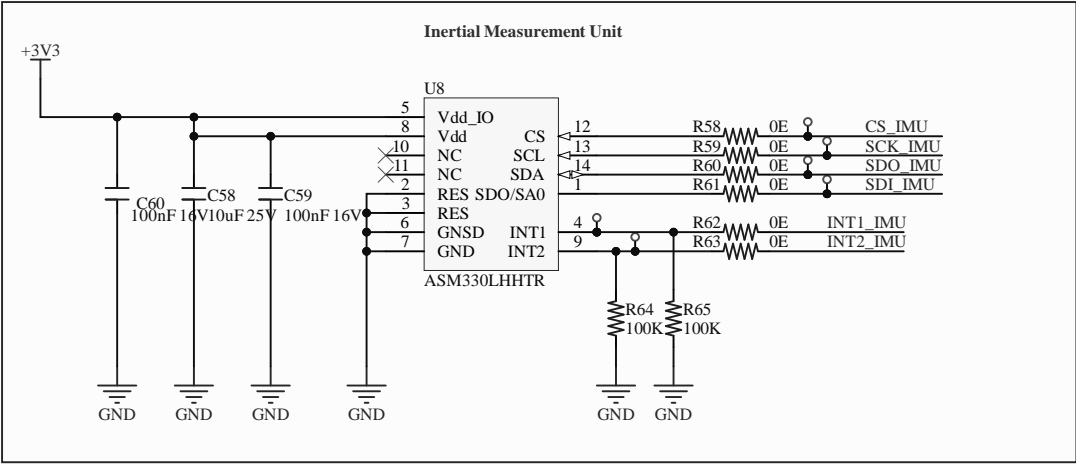 Inertial Measurement Unit
+3V3
U8
5 Vdd_IO
8 Vdd CS 12 R58 0E CS_IMU
10 NC SCL 13 R59 0E SCK_IMU
11 NC SDA 14 R60 0E SDO_IMU
2 RES SDO/SA0 1 R61 0E SDI_IMU
3 RES
6 GNSD INT1 4 R62 0E INT1_IMU
7 GND INT2 9 R63 0E INT2_IMU
ASM330LHHTR
C60 C58 C59
100nF 16V 10uF 25V 100nF 16V
R64 R65
100K 100K
GND GND GND GND GND GND